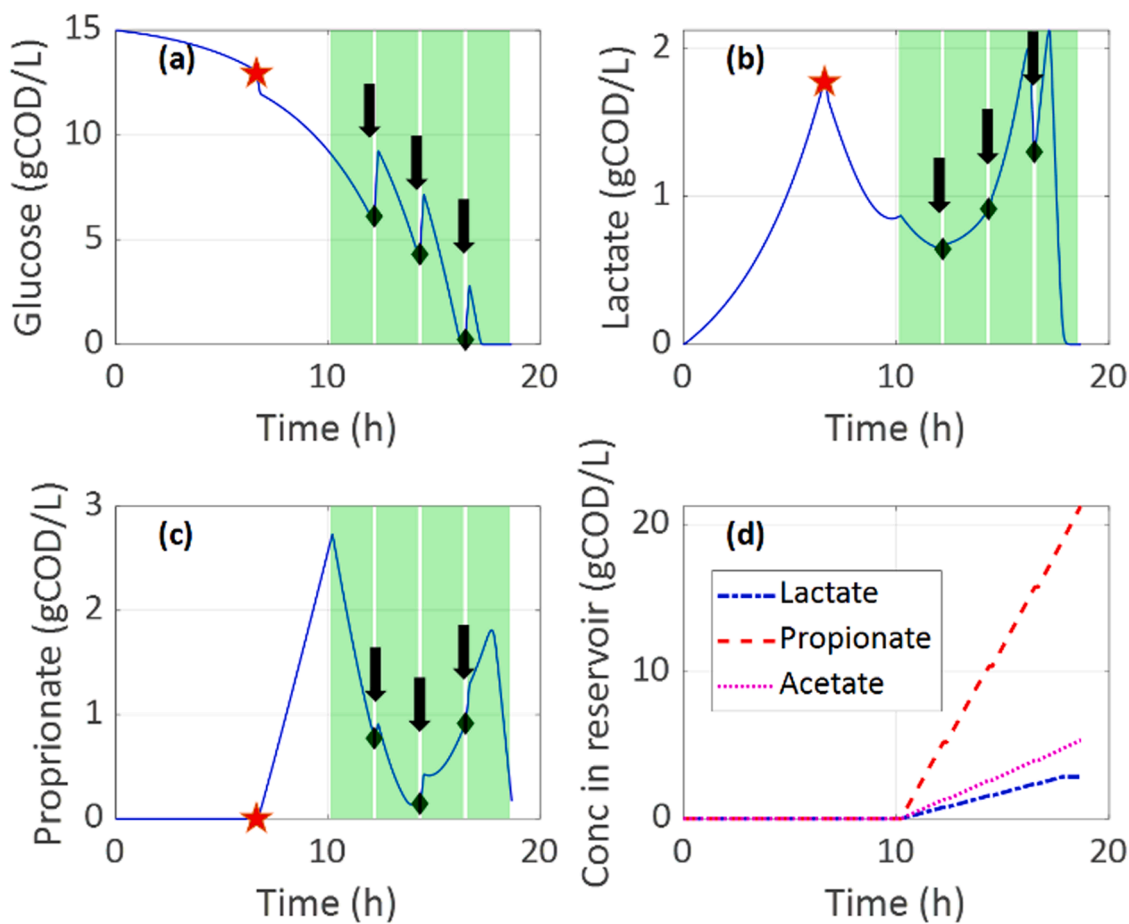 (a)
Glucose (gCOD/L)
15
10
5
0
0
10
20
Time (h)
(b)
Lactate (gCOD/L)
2
1
0
0
10
20
Time (h)
(c)
Proprionate (gCOD/L)
3
2
1
0
0
10
20
Time (h)
(d)
Conc in reservoir (gCOD/L)
20
10
0
Lactate
Propionate
Acetate
0
10
20
Time (h)